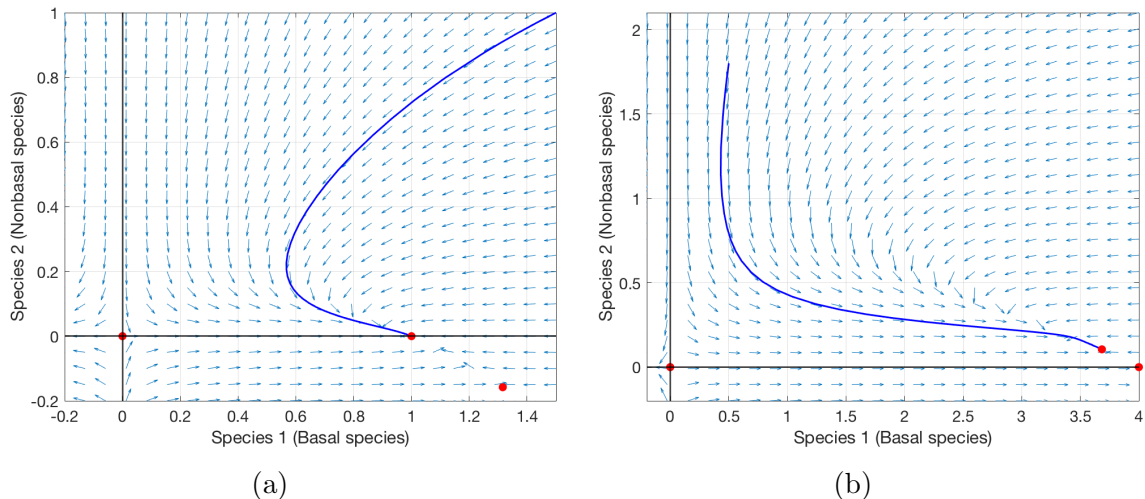 1
0.8
0.6
0.4
0.2
0
-0.2
-0.2 0 0.2 0.4 0.6 0.8 1 1.2 1.4
Species 1 (Basal species)
Species 2 (Nonbasal species)
(a)
2
1.5
1
0.5
0
0 0.5 1 1.5 2 2.5 3 3.5 4
Species 1 (Basal species)
Species 2 (Nonbasal species)
(b)